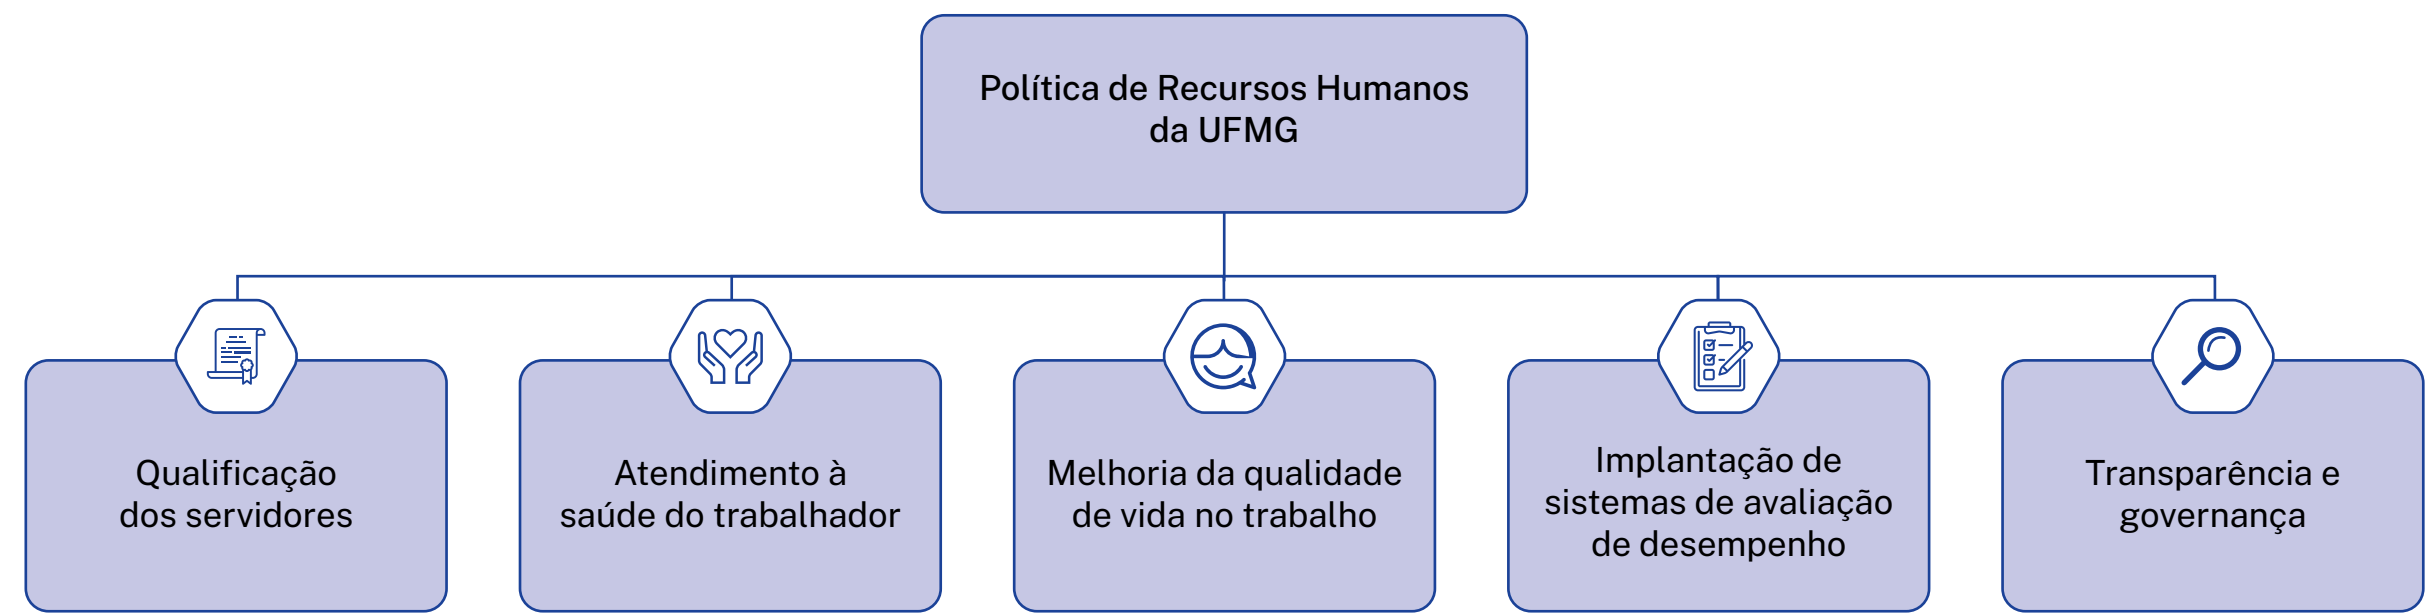 Política de Recursos Humanos
da UFMG
Qualificação
dos servidores
Atendimento à
saúde do trabalhador
Melhoria da qualidade
de vida no trabalho
Implantação de
sistemas de avaliação
de desempenho
Transparência e
governança